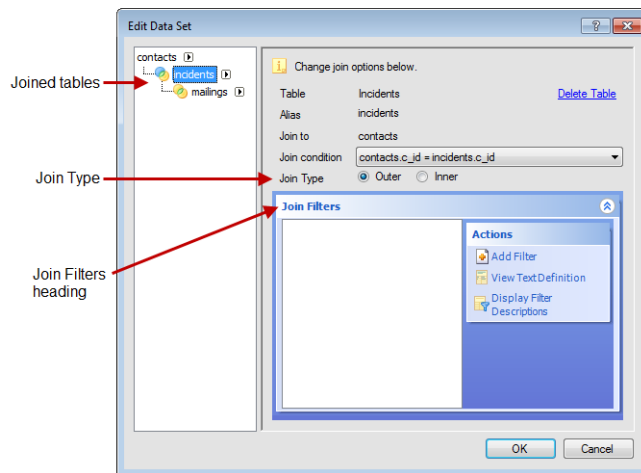 Edit Data Set
?
contacts
incidents
mailings
Joined tables
Join Type
Join Filters
heading
i Change join options below.
Table Incidents Delete Table
Alias incidents
Join to contacts
Join condition contacts.c_id = incidents.c_id
Join Type Outer Inner
Join Filters
Actions
Add Filter
View Text Definition
Display Filter
Descriptions
OK Cancel